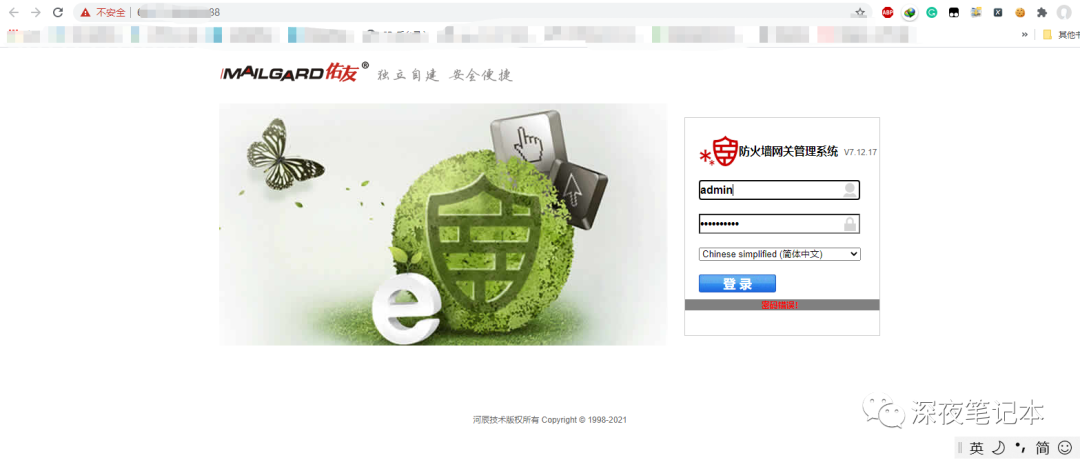 不安全
88
ABP
»
其他书
MAILGARD佑友® 独立自建 安全便捷
防火墙网关管理系统 V7.12.17
admin
••••••••••
Chinese simplified (简体中文)
登 录
密码错误!
e
河辰技术版权所有 Copyright © 1998-2021
深夜笔记本
英 简